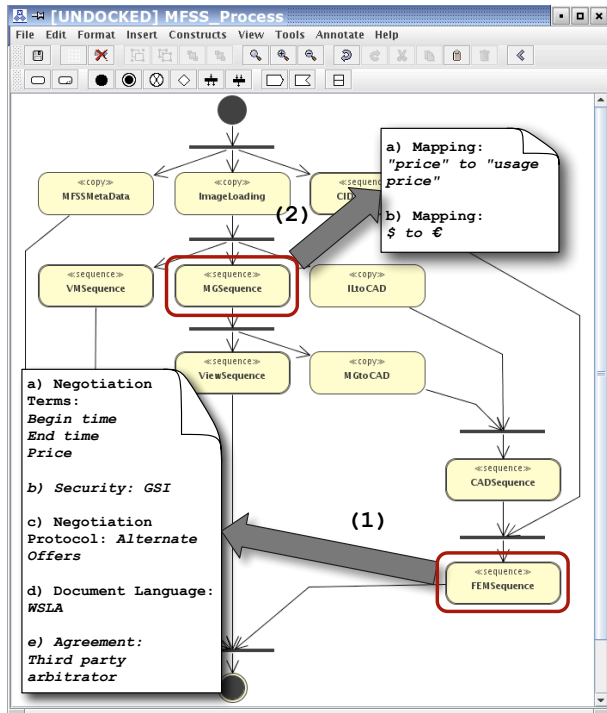 [UNDOCKED] MFSS_Process
File Edit Format Insert Constructs View Tools Annotate Help
a) Mapping:
"price" to "usage
price"
b) Mapping:
$ to €
«copy»
MFSSMetaData
«copy»
ImageLoading
«sequenc
CID
(2)
«sequence»
VMSequence
«sequence»
MGSequence
«copy»
ILtoCAD
«sequence»
ViewSequence
«copy»
MGtoCAD
a) Negotiation
Terms:
Begin time
End time
Price
b) Security: GSI
c) Negotiation
Protocol: Alternate
Offers
d) Document Language:
WSLA
e) Agreement:
Third party
arbitrator
«sequence»
CADSequence
(1)
«sequence»
FEMSequence